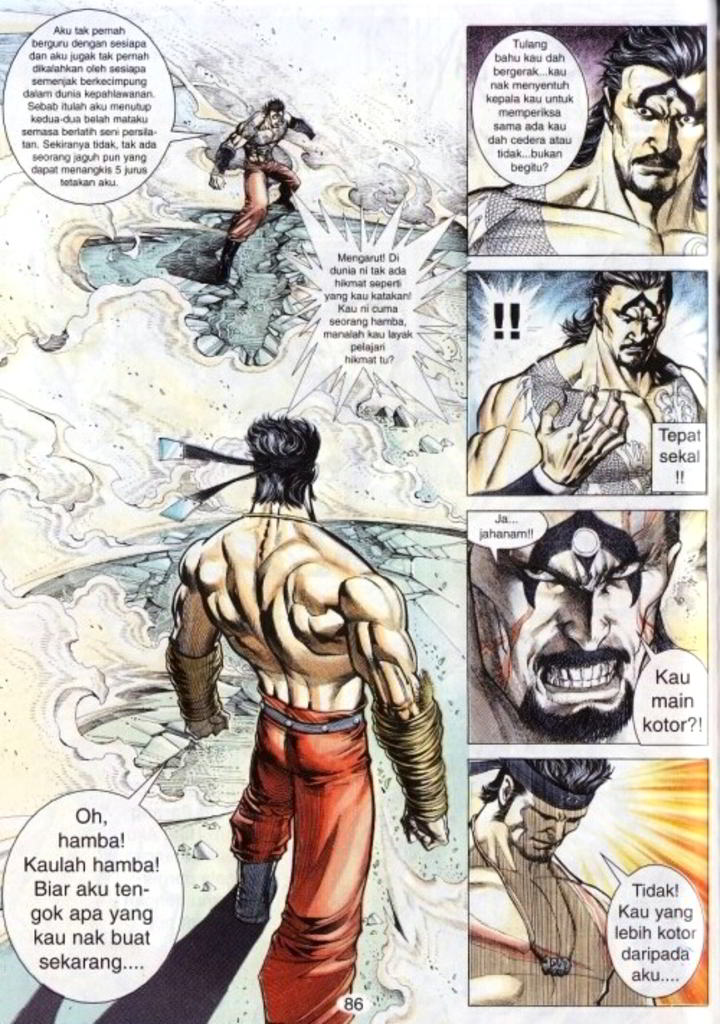 Aku tak pernah
berguru dengan sesiapa
dan aku jugak tak pernah
dikalahkan oleh sesiapa
semenjak berkecimpung
dalam dunia kepahlawanan.
Sebab itulah aku menutup
kedua-dua belah mataku
semasa berlatih seni persila-
tan. Sekiranya tidak, tak ada
seorang jaguh pun yang
dapat menangkis 5 jurus
tetakan aku.
Mengarut! Di
dunia ni tak ada
hikmat seperti
yang kau katakan!
Kau ni cuma
seorang hamba,
manalah kau layak
pelajari
hikmat tu?
Oh,
hamba!
Kaulah hamba!
Biar aku ten-
gok apa yang
kau nak buat
sekarang....
Tulang
bahu kau dah
bergerak...kau
nak menyentuh
kepala kau untuk
memperiksa
sama ada kau
dah cedera atau
tidak...bukan
begitu?
!!
Tepat
sekali
!!
Ja...
jahanam!!
Kau
main
kotor?!
Tidak!
Kau yang
lebih kotor
daripada
aku....
86